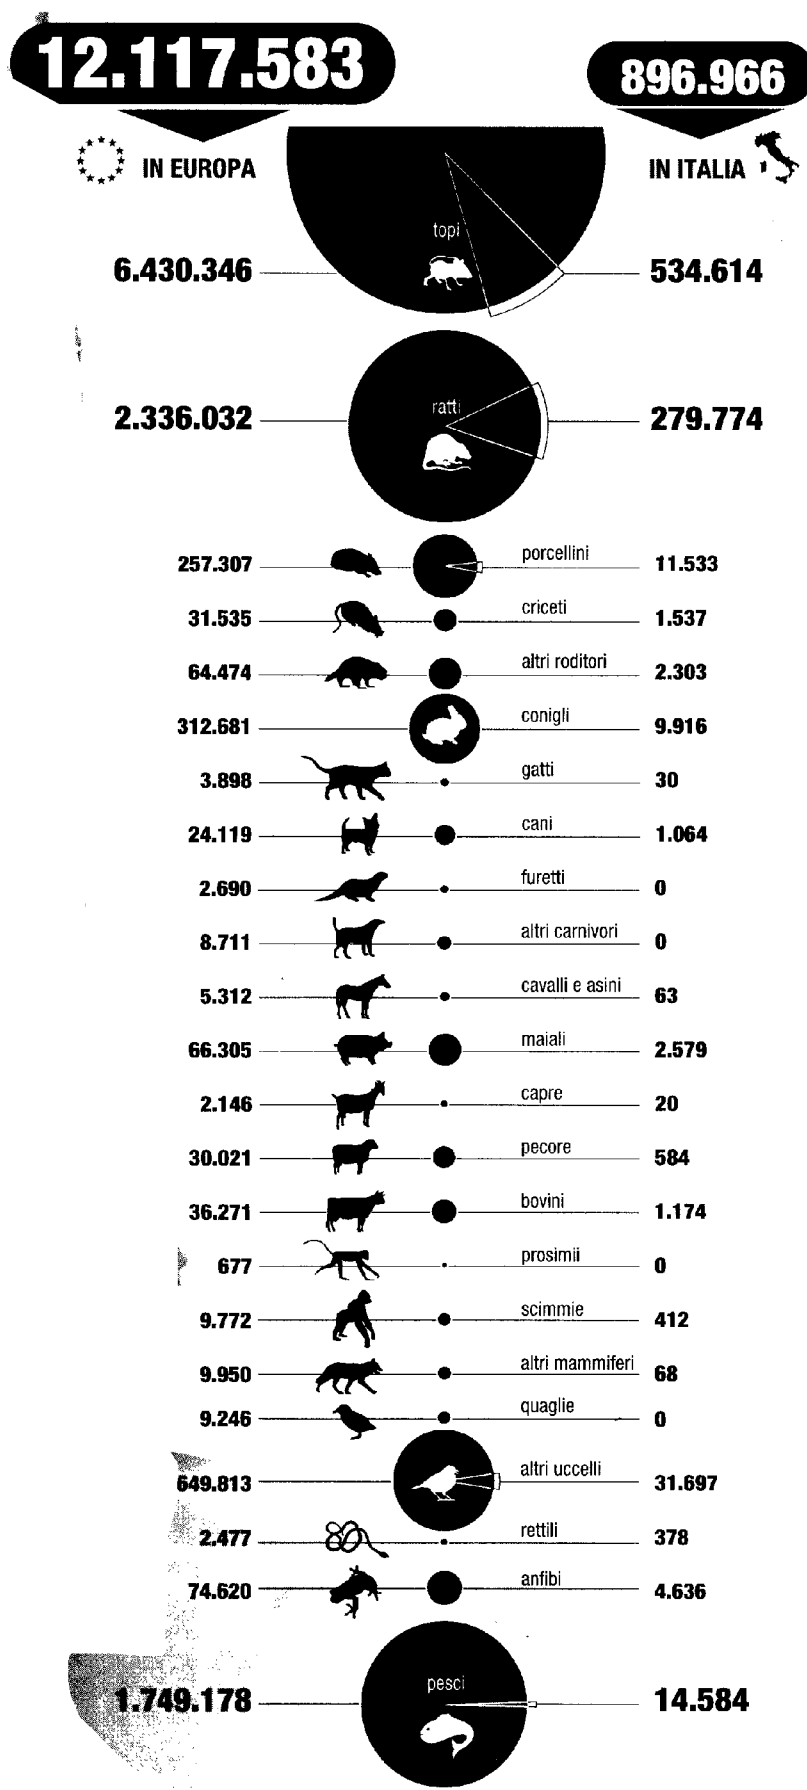 12.117.583 896.966
IN EUROPA IN ITALIA
topi
6.430.346 534.614
ratti
2.336.032 279.774
porcellini
257.307 11.533
criceti
31.535 1.537
altri roditori
64.474 2.303
conigli
312.681 9.916
gatti
3.898 30
cani
24.119 1.064
furetti
2.690 0
altri carnivori
8.711 0
cavalli e asini
5.312 63
maiali
66.305 2.579
capre
2.146 20
pecore
30.021 584
bovini
36.271 1.174
prosimii
677 0
scimmie
9.772 412
altri mammiferi
9.950 68
quaglie
9.246 0
altri uccelli
649.813 31.697
rettili
2.477 378
anfibi
74.620 4.636
pesci
1.749.178 14.584